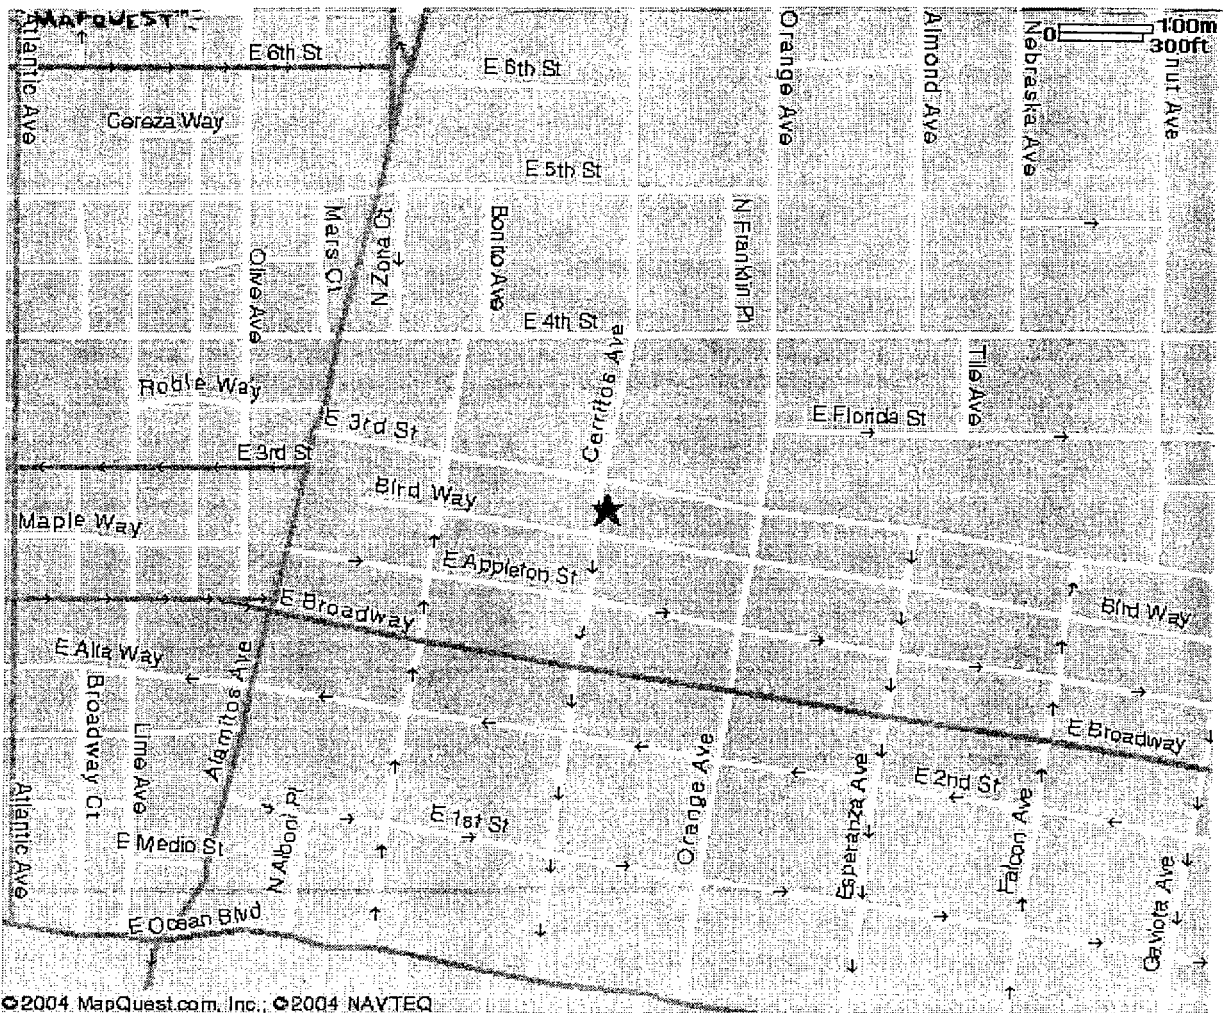 MAPQUEST
Atlantic Ave
E 6th St
E 6th St
Orange Ave
Almond Ave
Nebraska Ave
0
100m
300ft
nut Ave
Cereza Way
E 5th St
Mars Ct
N Zona Ct
Bonito Ave
N Franklin Pl
Olive Ave
E 4th St
Cerritos Ave
Roble Way
Tile Ave
E Florida St
E 3rd St
E 3rd St
Bird Way
Maple Way
E Appleton St
E Broadway
Bird Way
E Alta Way
Alamitos Ave
Broadway Ct
Lime Ave
E Broadway
Orange Ave
E 2nd St
Esperanza Ave
Falcon Ave
Atlantic Ave
E 1st St
N Algooi Pl
E Medio St
Gaviota Ave
E Ocean Blvd
©2004 MapQuest.com, Inc.; ©2004 NAVTEQ